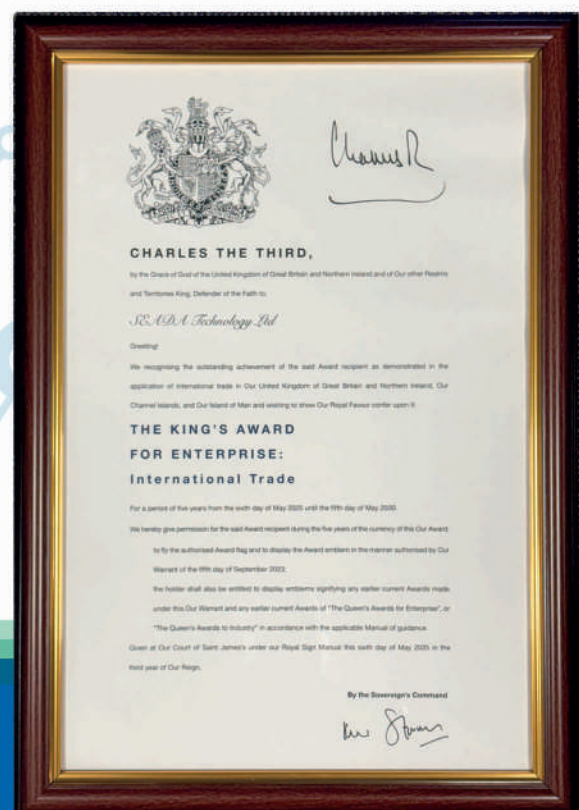 Charles R
CHARLES THE THIRD,
by the Grace of God of the United Kingdom of Great Britain and Northern Ireland and of Our other Realms
and Territories King, Defender of the Faith to,
SEADA Technology Ltd
Greeting!
We recognising the outstanding achievement of the said Award recipient as demonstrated in the
application of international trade in Our United Kingdom of Great Britain and Northern Ireland, Our
Channel Islands, and Our Island of Man and wishing to show Our Royal Favour confer upon it
THE KING'S AWARD
FOR ENTERPRISE:
International Trade
For a period of five years from the sixth day of May 2025 until the fifth day of May 2030.
We hereby give permission for the said Award recipient during the five years of the currency of this Our Award:
to fly the authorised Award flag and to display the Award emblem in the manner authorised by Our
Warrant of the fifth day of September 2023;
the holder shall also be entitled to display emblems signifying any earlier current Awards made
under this Our Warrant and any earlier current Awards of "The Queen's Awards for Enterprise", or
"The Queen's Awards to Industry" in accordance with the applicable Manual of guidance.
Given at Our Court of Saint James's under our Royal Sign Manual this sixth day of May 2025 in the
third year of Our Reign.
By the Sovereign's Command